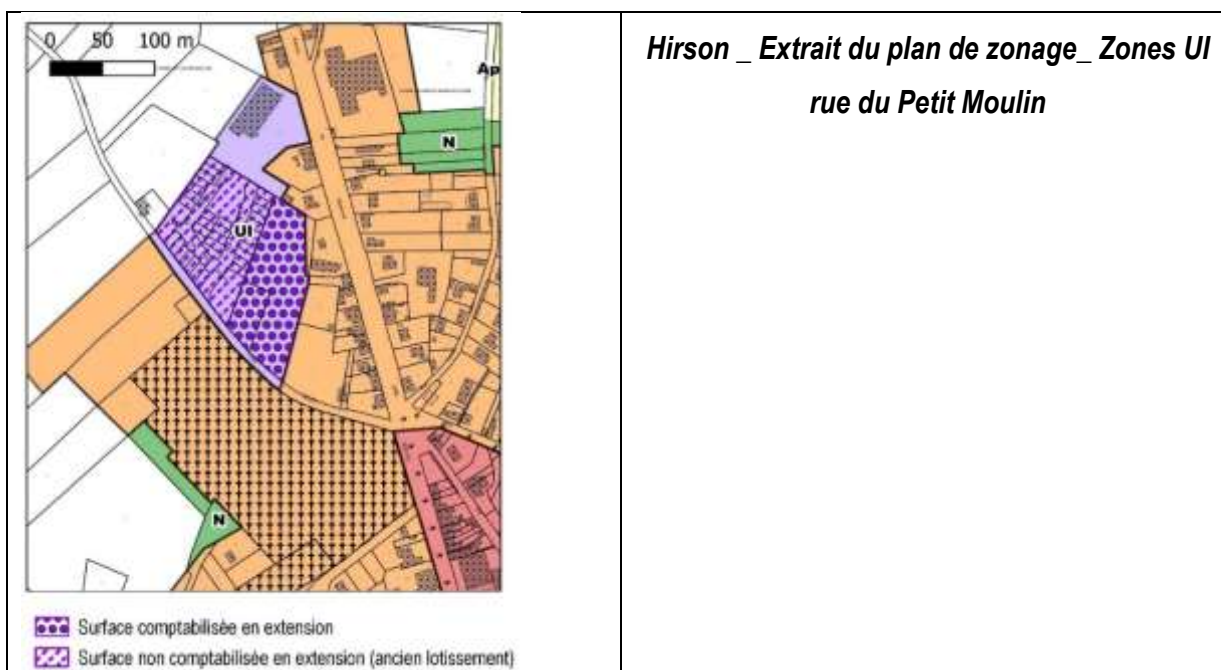 0 50 100 m
Ap
N
UI
N
Surface comptabilisée en extension
Surface non comptabilisée en extension (ancien lotissement)
Hirson _ Extrait du plan de zonage_ Zones UI
rue du Petit Moulin